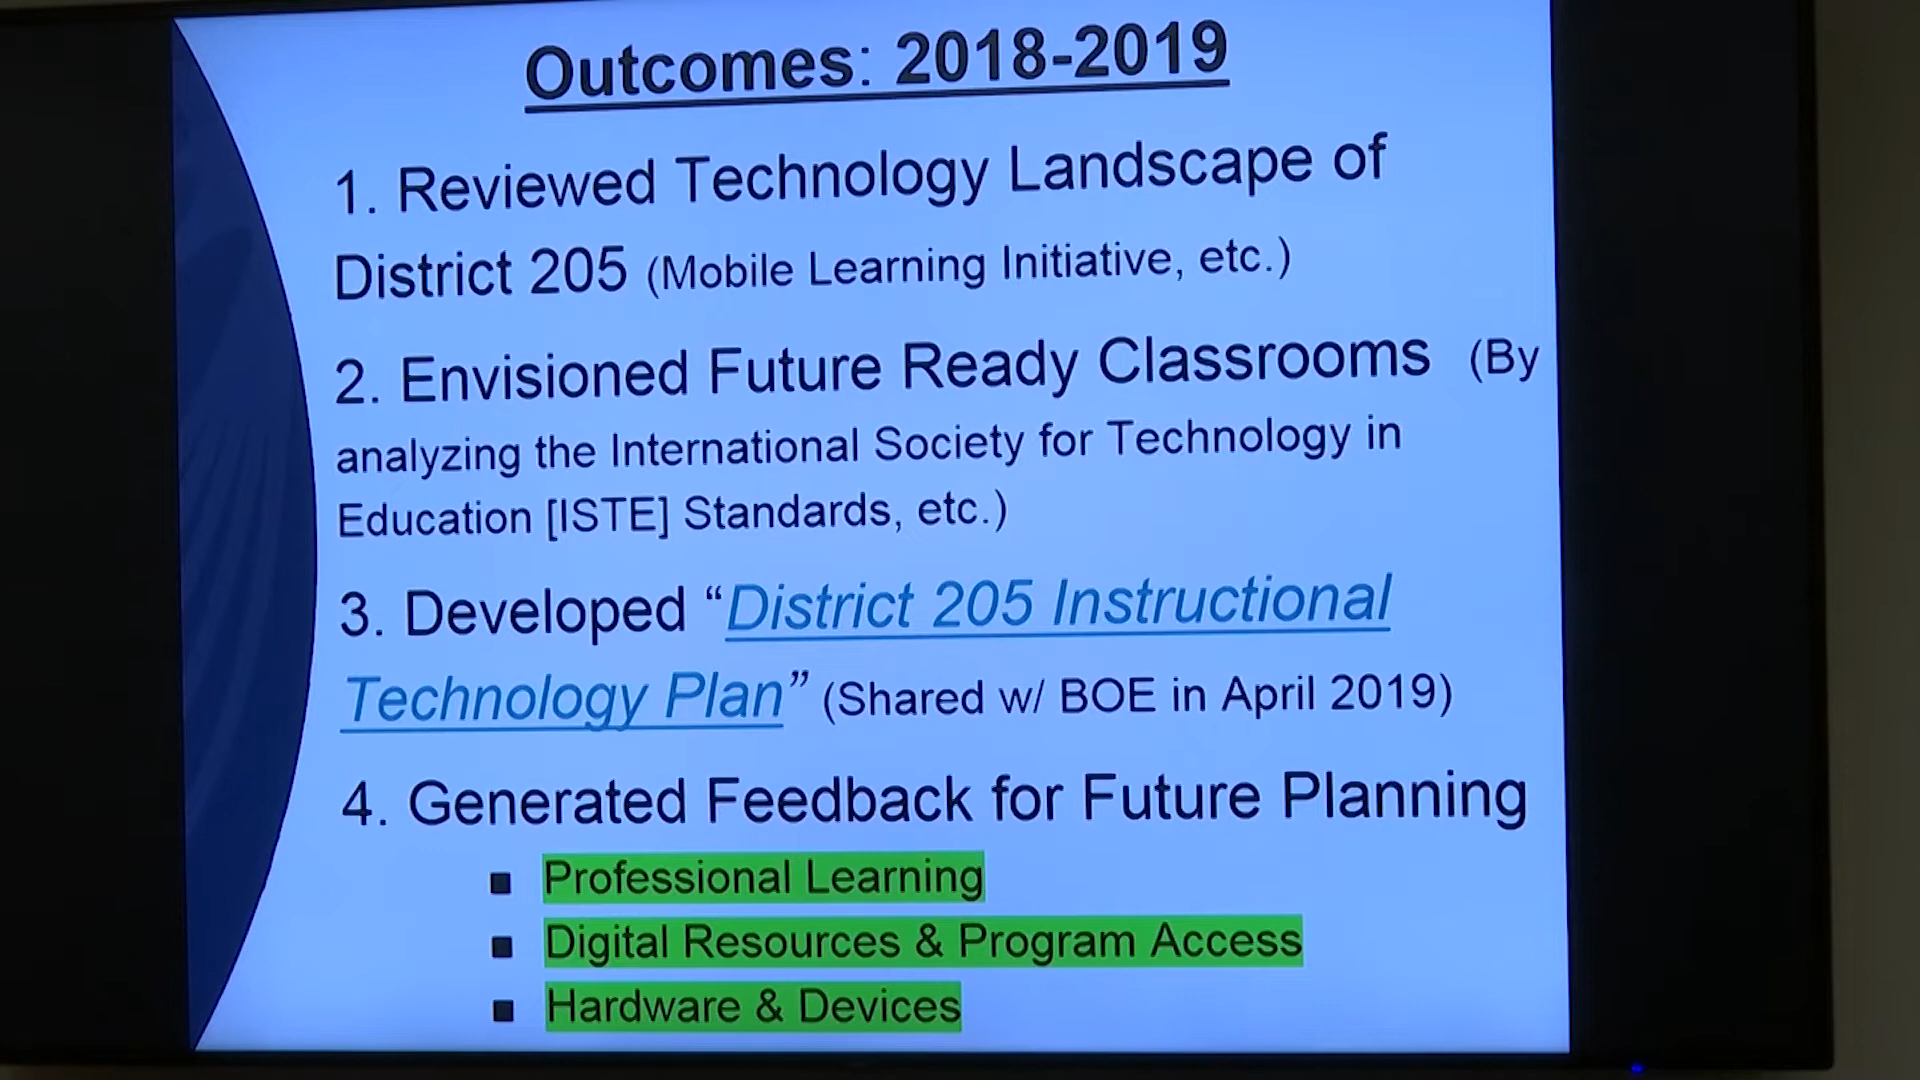 Outcomes: 2018-2019
1. Reviewed Technology Landscape of
District 205 (Mobile Learning Initiative, etc.)
2. Envisioned Future Ready Classrooms (By
analyzing the International Society for Technology in
Education [ISTE] Standards, etc.)
3. Developed “District 205 Instructional
Technology Plan” (Shared w/ BOE in April 2019)
4. Generated Feedback for Future Planning
▪ Professional Learning
▪ Digital Resources & Program Access
▪ Hardware & Devices